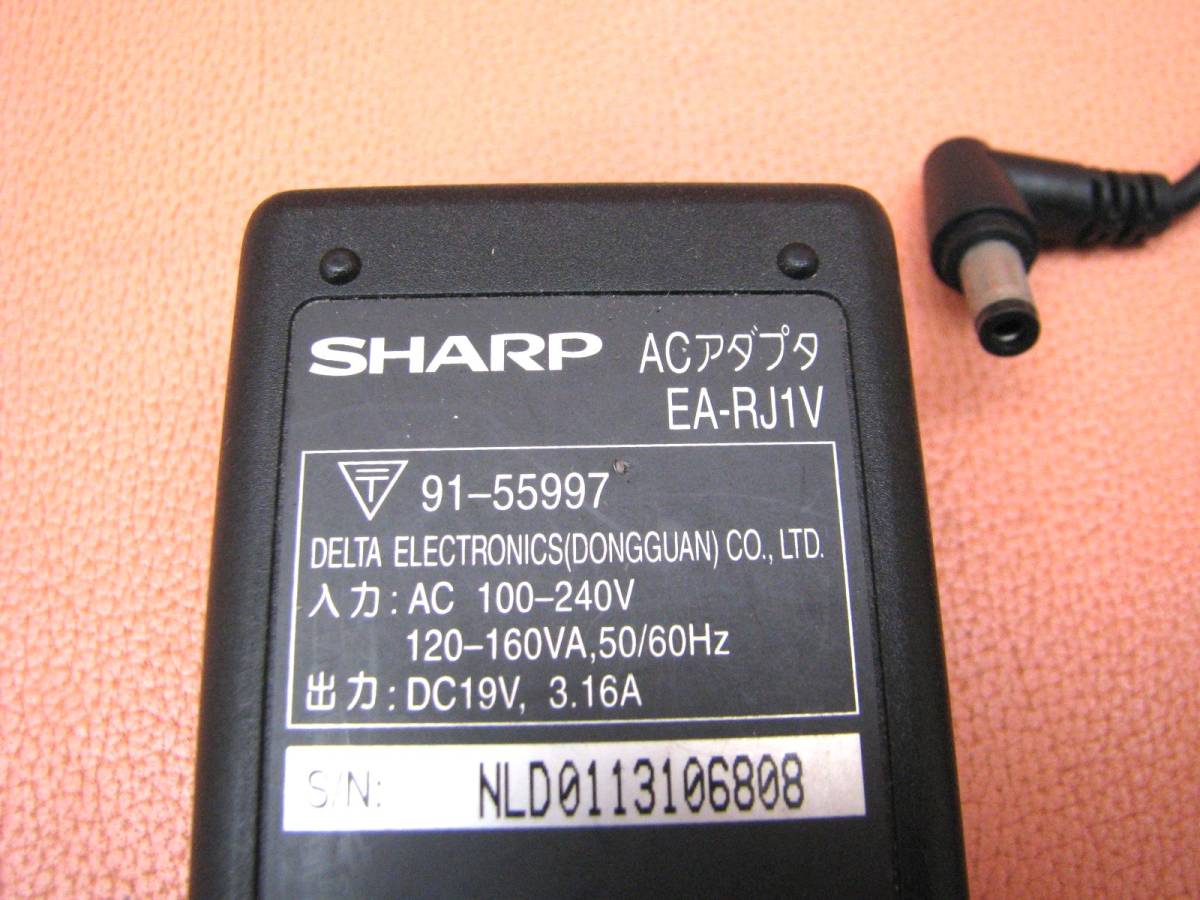 SHARP ACアダプタ
EA-RJ1V
〒 91-55997
DELTA ELECTRONICS(DONGGUAN) CO., LTD.
入力: AC 100-240V
120-160VA,50/60Hz
出力: DC19V, 3.16A
S/N: NLD0113106808